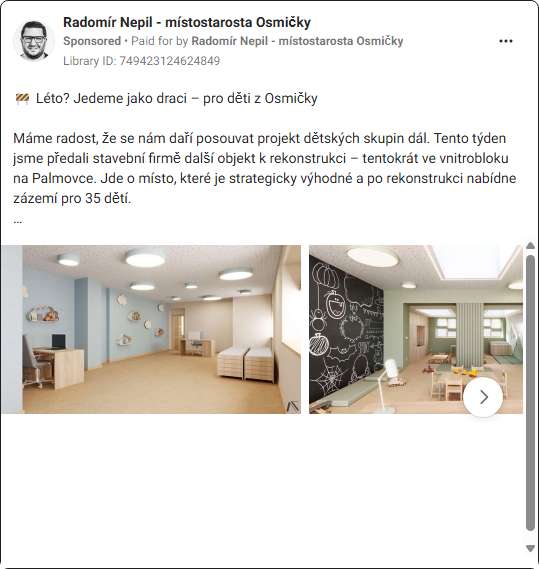 Radomír Nepil - místostarosta Osmičky
Sponsored • Paid for by Radomír Nepil - místostarosta Osmičky
Library ID: 749423124624849
🚧 Léto? Jedeme jako draci – pro děti z Osmičky
Máme radost, že se nám daří posouvat projekt dětských skupin dál. Tento týden
jsme předali stavební firmě další objekt k rekonstrukci – tentokrát ve vnitrobloku
na Palmovce. Jde o místo, které je strategicky výhodné a po rekonstrukci nabídne
zázemí pro 35 dětí.
...